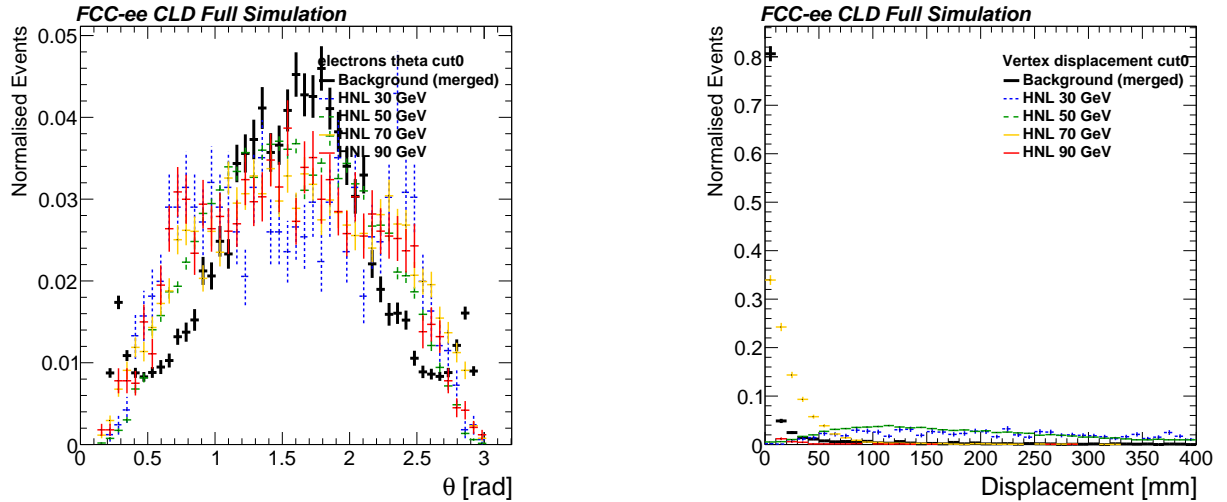 FCC-ee CLD Full Simulation
Normalised Events
0.05
0.04
0.03
0.02
0.01
0
electrons theta cut0
Background (merged)
HNL 30 GeV
HNL 50 GeV
HNL 70 GeV
HNL 90 GeV
0 0.5 1 1.5 2 2.5 3
θ [rad]
FCC-ee CLD Full Simulation
Normalised Events
0.8
0.7
0.6
0.5
0.4
0.3
0.2
0.1
0
Vertex displacement cut0
Background (merged)
HNL 30 GeV
HNL 50 GeV
HNL 70 GeV
HNL 90 GeV
0 50 100 150 200 250 300 350 400
Displacement [mm]